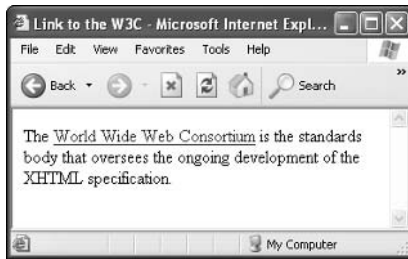 Link to the W3C - Microsoft Internet Expl...
File Edit View Favorites Tools Help
Back Search »
The World Wide Web Consortium is the standards
body that oversees the ongoing development of the
XHTML specification.
My Computer